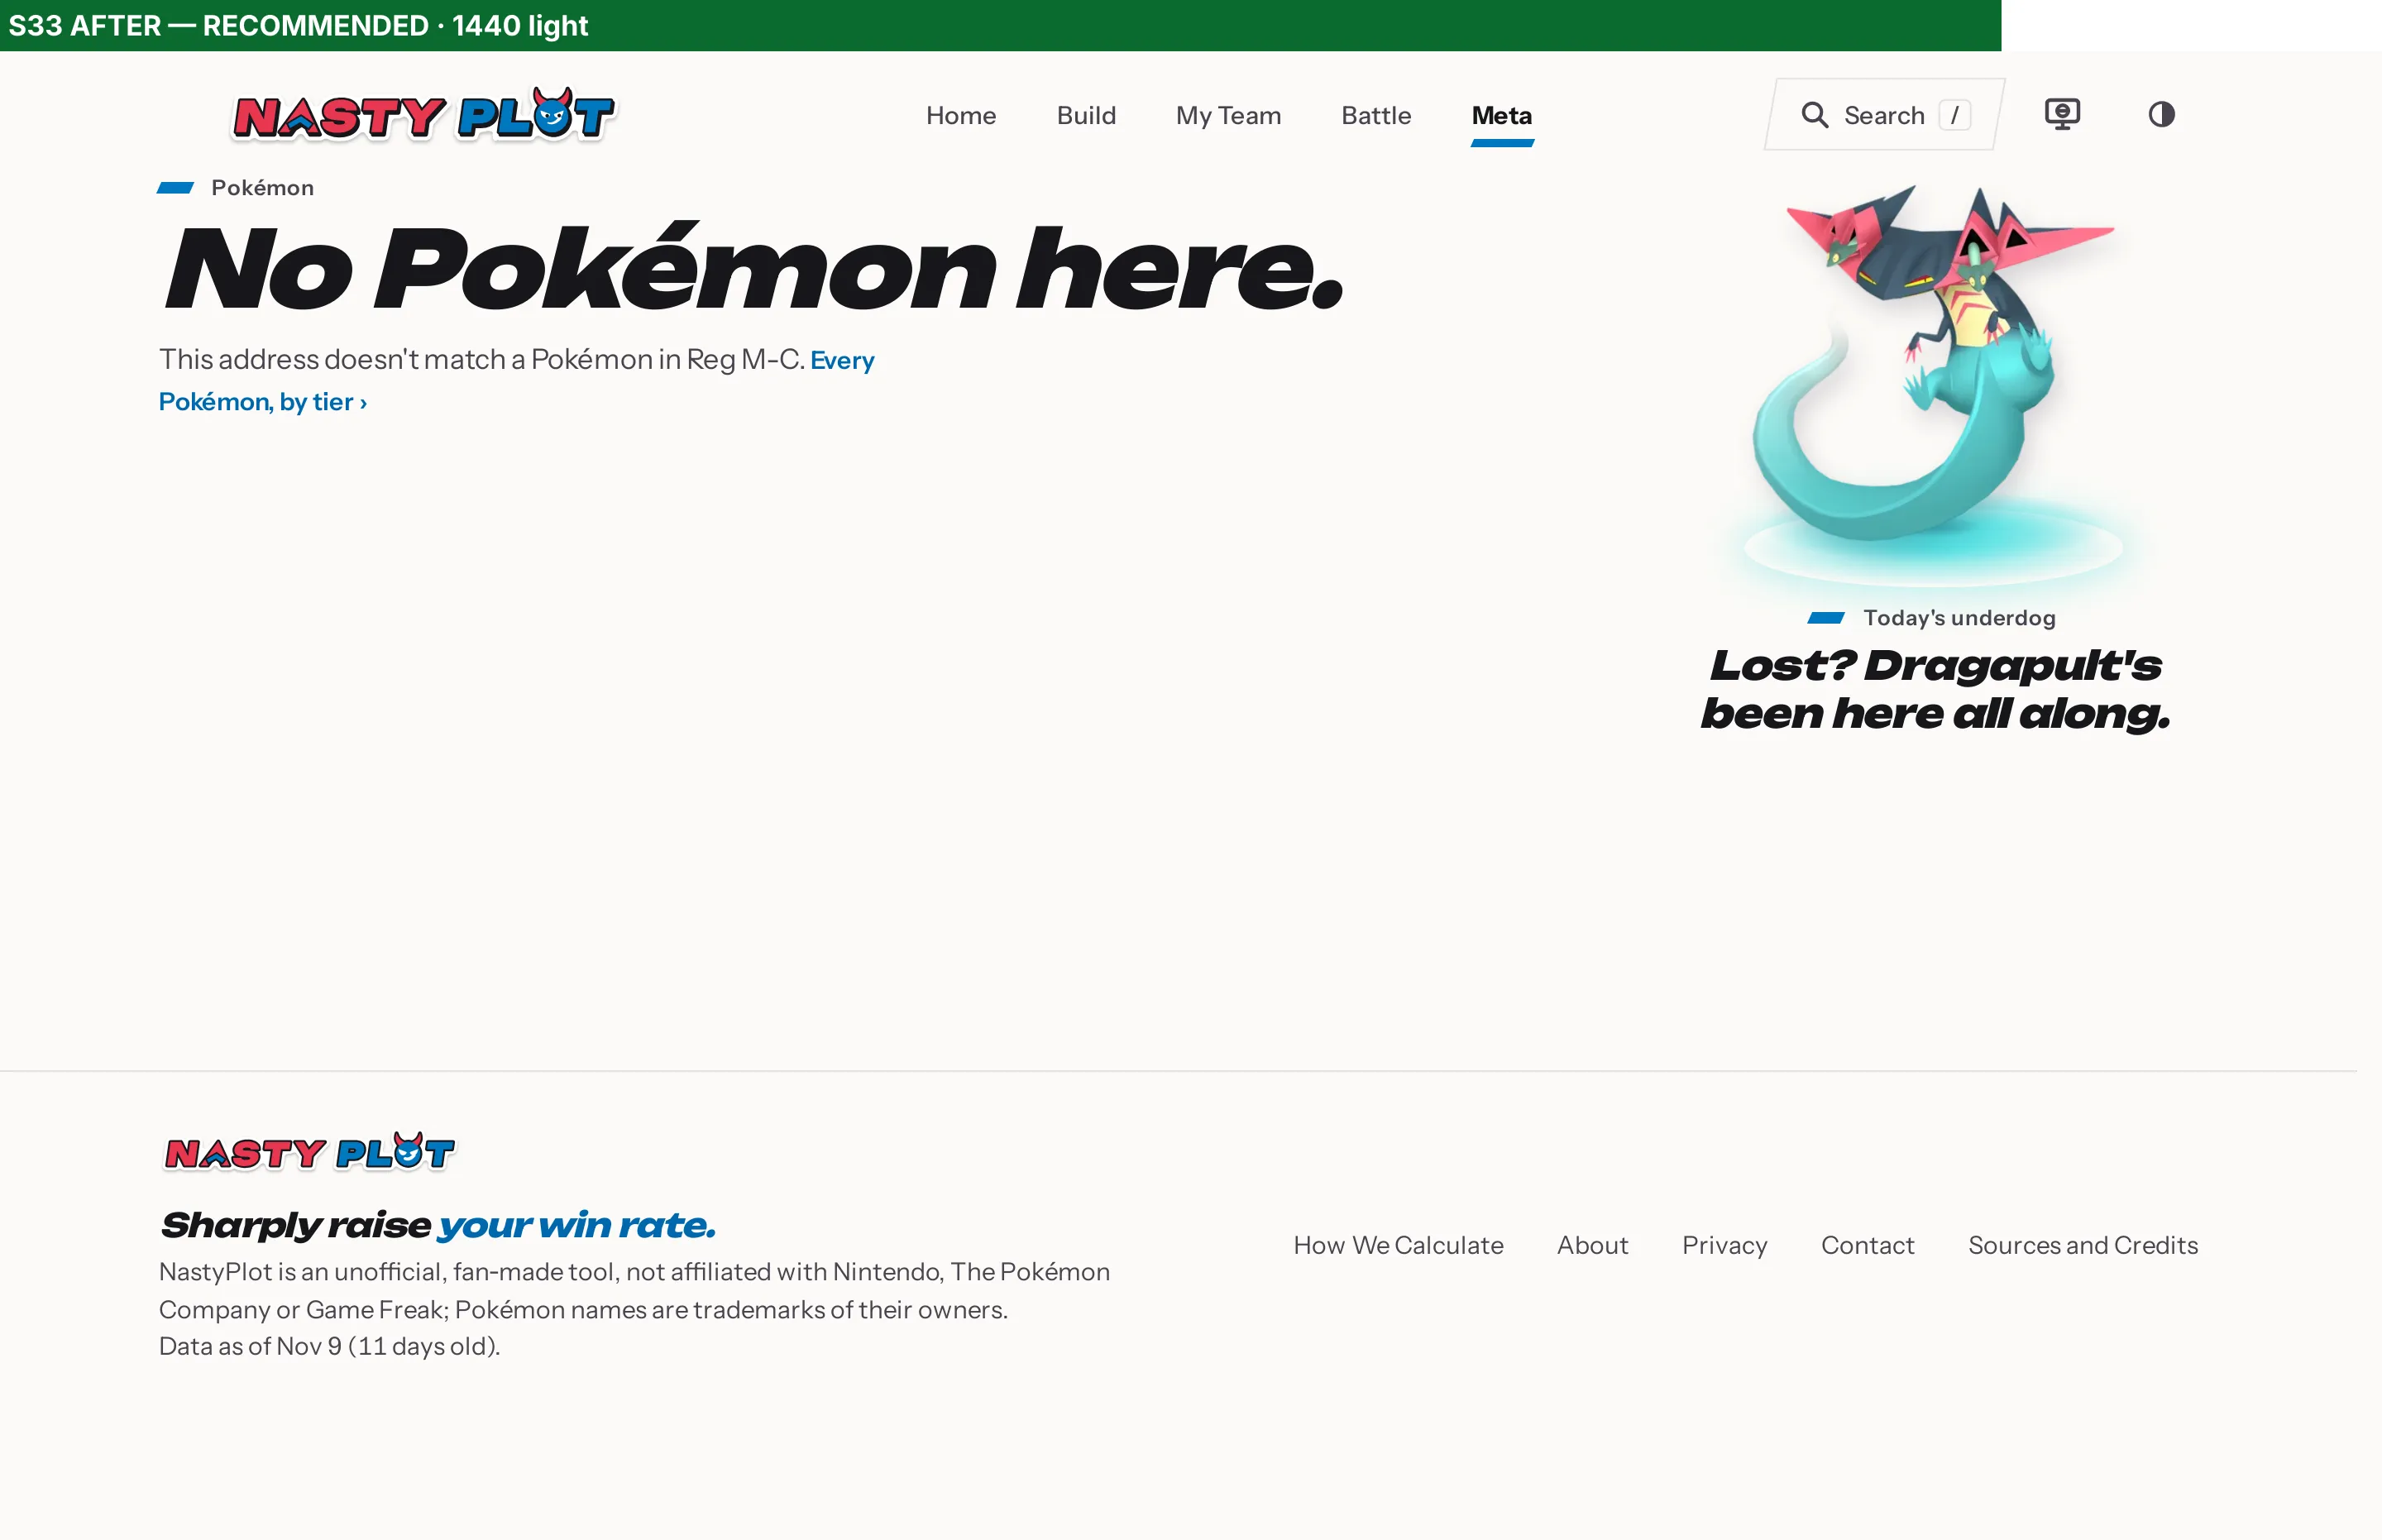 S33 AFTER — RECOMMENDED · 1440 light
NASTY PLOT
Home
Build
My Team
Battle
Meta
Search /
Pokémon
No Pokémon here.
This address doesn't match a Pokémon in Reg M-C. Every
Pokémon, by tier ›
Today's underdog
Lost? Dragapult's
been here all along.
NASTY PLOT
Sharply raise your win rate.
NastyPlot is an unofficial, fan-made tool, not affiliated with Nintendo, The Pokémon
Company or Game Freak; Pokémon names are trademarks of their owners.
Data as of Nov 9 (11 days old).
How We Calculate
About
Privacy
Contact
Sources and Credits